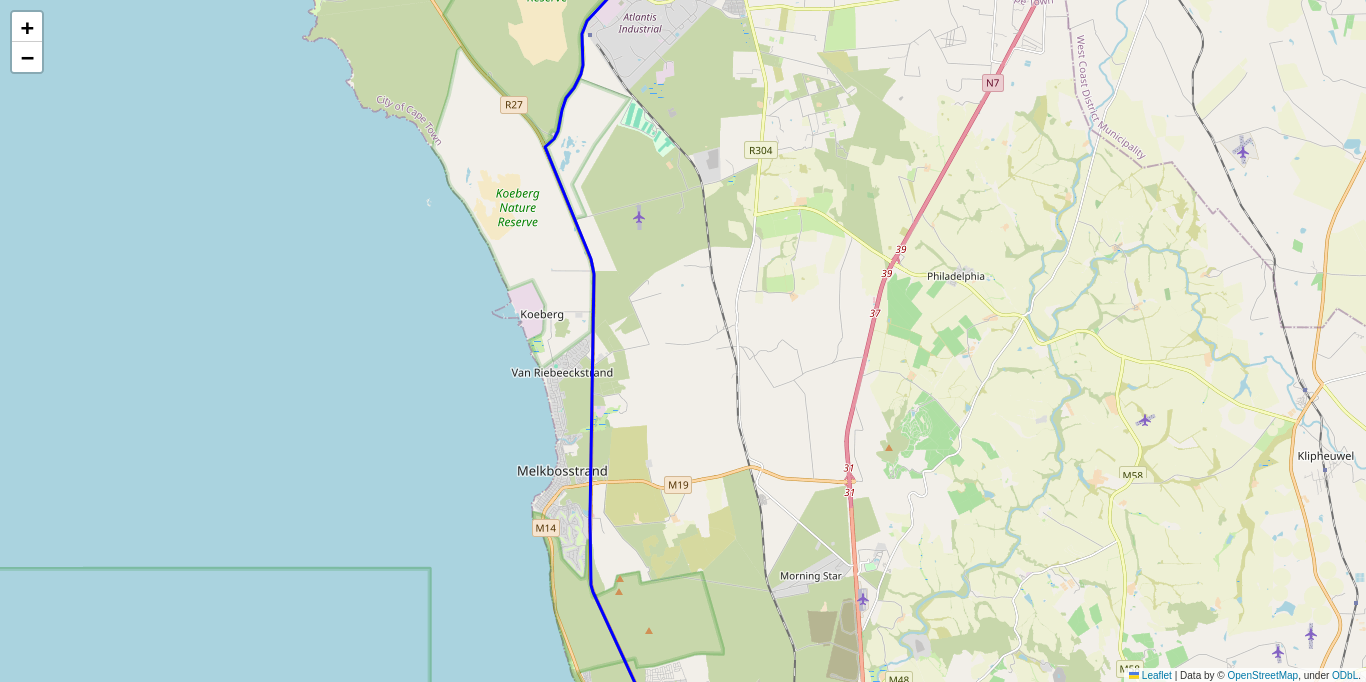 Reserve
Atlantis
Industrial
pe Town
+
−
N7
West Coast District Municipality
R27
City of Cape Town
R304
Koeberg
Nature
Reserve
39
39
Philadelphia
37
Koeberg
Van Riebeeckstrand
Klipheuwel
Melkbosstrand
31
M58
M19
31
M14
Morning Star
M58
M48
Leaflet | Data by © OpenStreetMap, under ODbL.